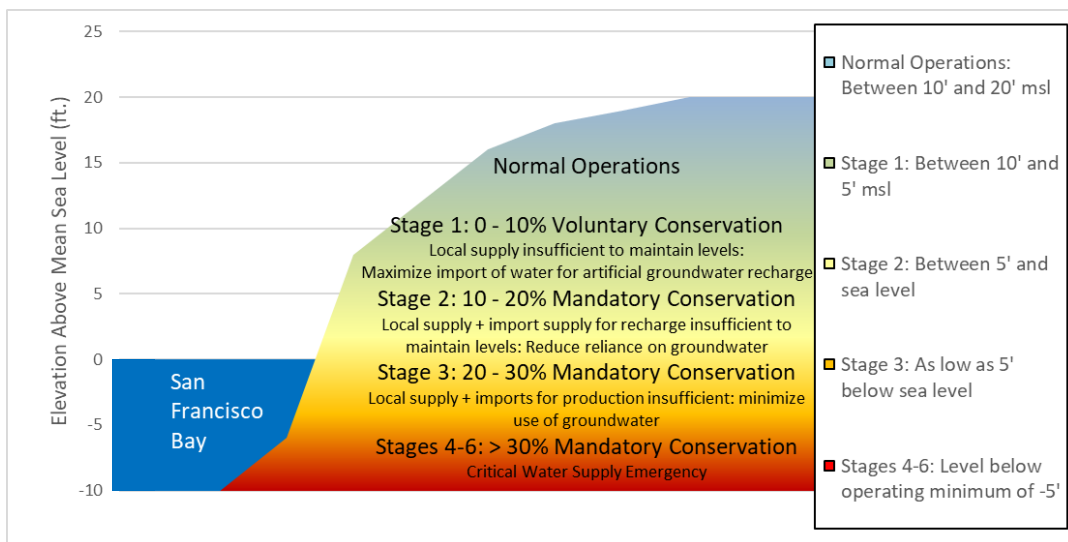 Elevation Above Mean Sea Level (ft.)
25
20
15
10
5
0
-5
-10
San
Francisco
Bay
Normal Operations
Stage 1: 0 - 10% Voluntary Conservation
Local supply insufficient to maintain levels:
Maximize import of water for artificial groundwater recharge
Stage 2: 10 - 20% Mandatory Conservation
Local supply + import supply for recharge insufficient to
maintain levels: Reduce reliance on groundwater
Stage 3: 20 - 30% Mandatory Conservation
Local supply + imports for production insufficient: minimize
use of groundwater
Stages 4-6: > 30% Mandatory Conservation
Critical Water Supply Emergency
Normal Operations:
Between 10' and 20' msl
Stage 1: Between 10' and
5' msl
Stage 2: Between 5' and
sea level
Stage 3: As low as 5'
below sea level
Stages 4-6: Level below
operating minimum of -5'